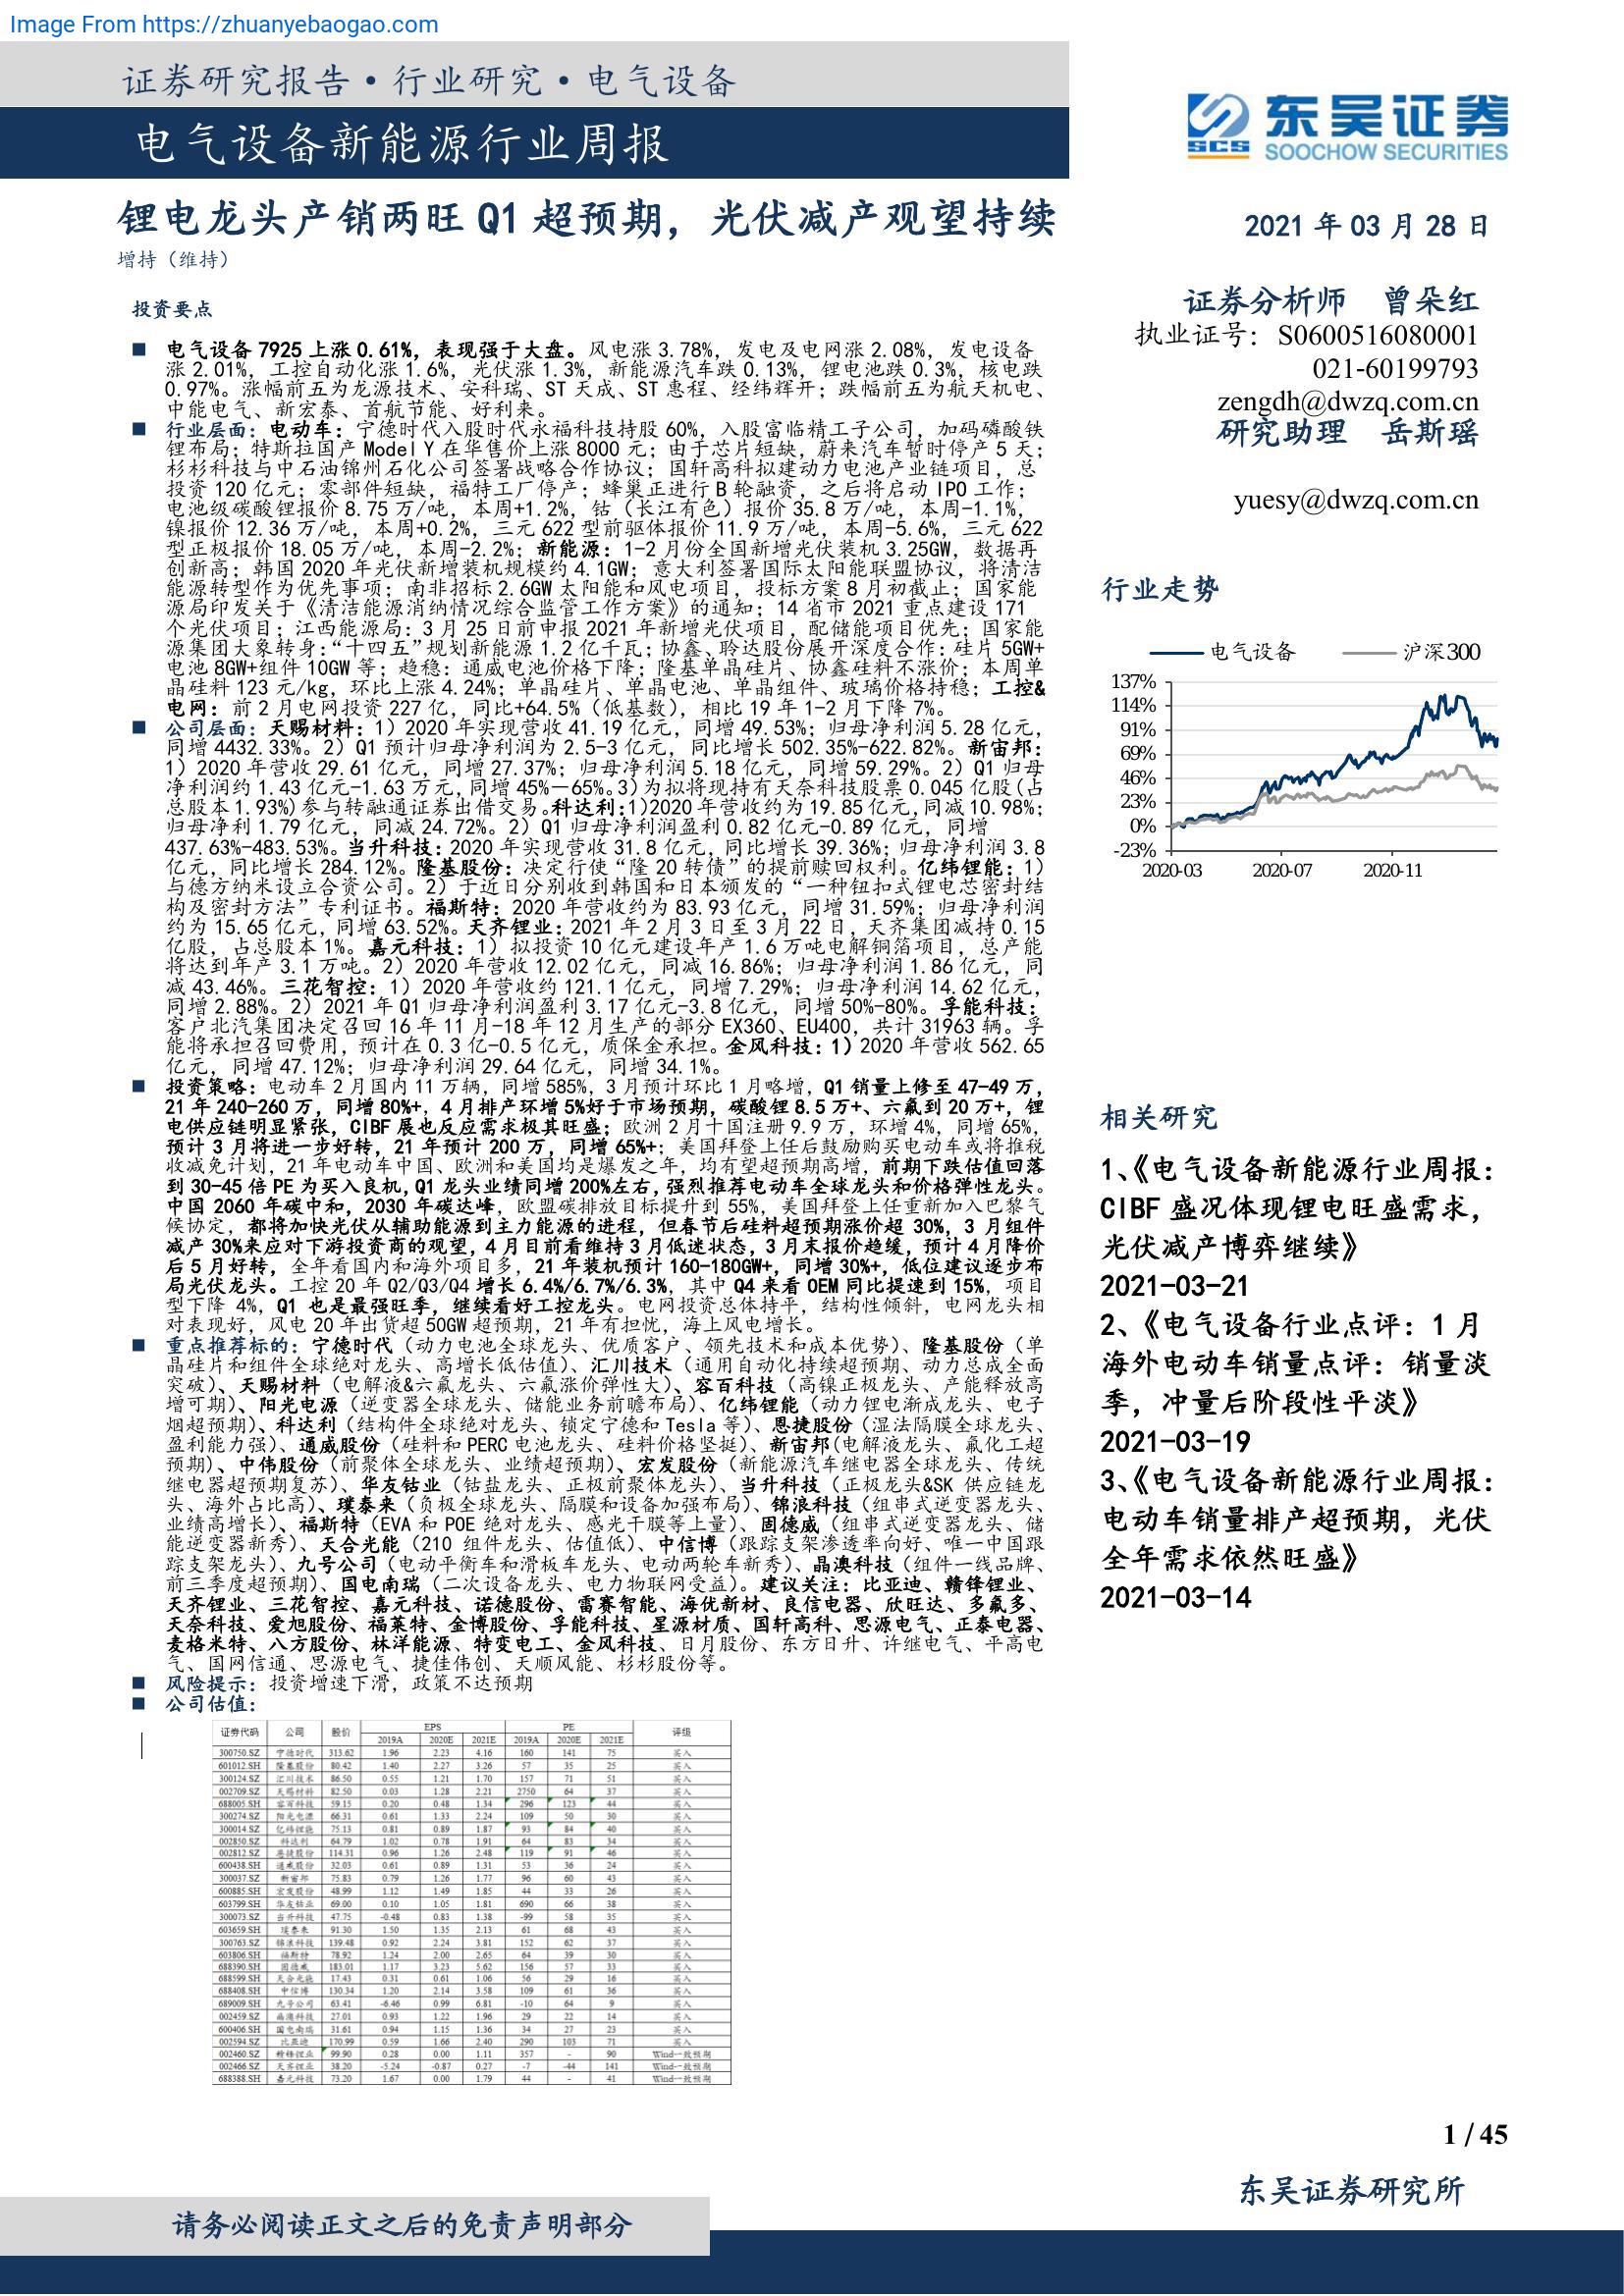 Image From https://zhuanyebaogao.com
证券研究报告·行业研究·电气设备
电气设备新能源行业周报
东吴证券
SCS
SOOCHOW SECURITIES
锂电龙头产销两旺 Q1 超预期，光伏减产观望持续
增持（维持）
投资要点
■ 电气设备 7925 上涨 0.61%，表现强于大盘。风电涨 3.78%，发电及电网涨 2.08%，发电设备
涨 2.01%，工控自动化涨 1.6%，光伏涨 1.3%，新能源汽车跌 0.13%，锂电池跌 0.3%，核电跌
0.97%。涨幅前五为龙源技术、安科瑞、ST 天成、ST 惠程、经纬辉开；跌幅前五为航天机电、
中能电气、新宏泰、首航节能、好利来。
■ 行业层面：电动车：宁德时代入股时代永福科技持股 60%，入股富临精工子公司，加码磷酸铁
锂布局；特斯拉国产 Model Y 在华售价上涨 8000 元；由于芯片短缺，蔚来汽车暂时停产 5 天；
杉杉科技与中石油锦州石化公司签署战略合作协议；国轩高科拟建动力电池产业链项目，总
投资 120 亿元；零部件短缺，福特工厂停产；蜂巢正进行 B 轮融资，之后将启动 IPO 工作；
电池级碳酸锂报价 8.75 万/吨，本周+1.2%，钴（长江有色）报价 35.8 万/吨，本周-1.1%，
镍报价 12.36 万/吨，本周+0.2%，三元 622 型前驱体报价 11.9 万/吨，本周-5.6%，三元 622
型正极报价 18.05 万/吨，本周-2.2%；新能源：1-2 月份全国新增光伏装机 3.25GW，数据再
创新高；韩国 2020 年光伏新增装机规模约 4.1GW；意大利签署国际太阳能联盟协议，将清洁
能源转型作为优先事项；南非招标 2.6GW 太阳能和风电项目，投标方案 8 月初截止；国家能
源局印发关于《清洁能源消纳情况综合监管工作方案》的通知；14 省市 2021 重点建设 171
个光伏项目；江西能源局：3 月 25 日前申报 2021 年新增光伏项目，配储能项目优先；国家能
源集团大象转身：“十四五”规划新能源 1.2 亿千瓦；协鑫、聆达股份展开深度合作：硅片 5GW+
电池 8GW+组件 10GW 等；趋稳：通威电池价格下降；隆基单晶硅片、协鑫硅料不涨价；本周单
晶硅料 123 元/kg，环比上涨 4.24%；单晶硅片、单晶电池、单晶组件、玻璃价格持稳；工控&
电网：前 2 月电网投资 227 亿，同比+64.5%（低基数），相比 19 年 1-2 月下降 7%。
■ 公司层面：天赐材料：1）2020 年实现营收 41.19 亿元，同增 49.53%；归母净利润 5.28 亿元，
同增 4432.33%。2）Q1 预计归母净利润为 2.5-3 亿元，同比增长 502.35%-622.82%。新宙邦：
1）2020 年营收 29.61 亿元，同增 27.37%；归母净利润 5.18 亿元，同增 59.29%。2）Q1 归母
净利润约 1.43 亿元-1.63 万元，同增 45%－65%。3）为拟将现持有天奈科技股票 0.045 亿股（占
总股本 1.93%）参与转融通证券出借交易。科达利：1)2020 年营收约为 19.85 亿元，同减 10.98%；
归母净利 1.79 亿元，同减 24.72%。2）Q1 归母净利润盈利 0.82 亿元-0.89 亿元，同增
437.63%-483.53%。当升科技：2020 年实现营收 31.8 亿元，同比增长 39.36%；归母净利润 3.8
亿元，同比增长 284.12%。隆基股份：决定行使“隆 20 转债”的提前赎回权利。亿纬锂能：1）
与德方纳米设立合资公司。2）于近日分别收到韩国和日本颁发的“一种钮扣式锂电芯密封结
构及密封方法”专利证书。福斯特：2020 年营收约为 83.93 亿元，同增 31.59%；归母净利润
约为 15.65 亿元，同增 63.52%。天齐锂业：2021 年 2 月 3 日至 3 月 22 日，天齐集团减持 0.15
亿股，占总股本 1%。嘉元科技：1）拟投资 10 亿元建设年产 1.6 万吨电解铜箔项目，总产能
将达到年产 3.1 万吨。2）2020 年营收 12.02 亿元，同减 16.86%；归母净利润 1.86 亿元，同
减 43.46%。三花智控：1）2020 年营收约 121.1 亿元，同增 7.29%；归母净利润 14.62 亿元，
同增 2.88%。2）2021 年 Q1 归母净利润盈利 3.17 亿元-3.8 亿元，同增 50%-80%。孚能科技：
客户北汽集团决定召回 16 年 11 月-18 年 12 月生产的部分 EX360、EU400，共计 31963 辆。孚
能将承担召回费用，预计在 0.3 亿-0.5 亿元，质保金承担。金风科技：1）2020 年营收 562.65
亿元，同增 47.12%；归母净利润 29.64 亿元，同增 34.1%。
■ 投资策略：电动车 2 月国内 11 万辆，同增 585%，3 月预计环比 1 月略增，Q1 销量上修至 47-49 万，
21 年 240-260 万，同增 80%+，4 月排产环增 5%好于市场预期，碳酸锂 8.5 万+、六氟到 20 万+，锂
电供应链明显紧张，CIBF 展也反应需求极其旺盛；欧洲 2 月十国注册 9.9 万，环增 4%，同增 65%，
预计 3 月将进一步好转，21 年预计 200 万，同增 65%+；美国拜登上任后鼓励购买电动车或将推税
收减免计划，21 年电动车中国、欧洲和美国均是爆发之年，均有望超预期高增，前期下跌估值回落
到 30-45 倍 PE 为买入良机，Q1 龙头业绩同增 200%左右，强烈推荐电动车全球龙头和价格弹性龙头。
中国 2060 年碳中和，2030 年碳达峰，欧盟碳排放目标提升到 55%，美国拜登上任重新加入巴黎气
候协定，都将加快光伏从辅助能源到主力能源的进程，但春节后硅料超预期涨价超 30%，3 月组件
减产 30%来应对下游投资商的观望，4 月目前看维持 3 月低迷状态，3 月末报价趋缓，预计 4 月降价
后 5 月好转，全年看国内和海外项目多，21 年装机预计 160-180GW+，同增 30%+，低位建议逐步布
局光伏龙头。工控 20 年 Q2/Q3/Q4 增长 6.4%/6.7%/6.3%，其中 Q4 来看 OEM 同比提速到 15%，项目
型下降 4%，Q1 也是最强旺季，继续看好工控龙头。电网投资总体持平，结构性倾斜，电网龙头相
对表现好，风电 20 年出货超 50GW 超预期，21 年有担忧，海上风电增长。
■ 重点推荐标的：宁德时代（动力电池全球龙头、优质客户、领先技术和成本优势）、隆基股份（单
晶硅片和组件全球绝对龙头、高增长低估值）、汇川技术（通用自动化持续超预期、动力总成全面
突破）、天赐材料（电解液&六氟龙头、六氟涨价弹性大）、容百科技（高镍正极龙头、产能释放高
增可期）、阳光电源（逆变器全球龙头、储能业务前瞻布局）、亿纬锂能（动力锂电渐成龙头、电子
烟超预期）、科达利（结构件全球绝对龙头、锁定宁德和 Tesla 等）、恩捷股份（湿法隔膜全球龙头、
盈利能力强）、通威股份（硅料和 PERC 电池龙头、硅料价格坚挺）、新宙邦(电解液龙头、氟化工超
预期）、中伟股份（前聚体全球龙头、业绩超预期）、宏发股份（新能源汽车继电器全球龙头、传统
继电器超预期复苏）、华友钴业（钴盐龙头、正极前聚体龙头）、当升科技（正极龙头&SK 供应链龙
头、海外占比高）、璞泰来（负极全球龙头、隔膜和设备加强布局）、锦浪科技（组串式逆变器龙头、
业绩高增长）、福斯特（EVA 和 POE 绝对龙头、感光干膜等上量）、固德威（组串式逆变器龙头、储
能逆变器新秀）、天合光能（210 组件龙头、估值低）、中信博（跟踪支架渗透率向好、唯一中国跟
踪支架龙头）、九号公司（电动平衡车和滑板车龙头、电动两轮车新秀）、晶澳科技（组件一线品牌、
前三季度超预期）、国电南瑞（二次设备龙头、电力物联网受益）。建议关注：比亚迪、赣锋锂业、
天齐锂业、三花智控、嘉元科技、诺德股份、雷赛智能、海优新材、良信电器、欣旺达、多氟多、
天奈科技、爱旭股份、福莱特、金博股份、孚能科技、星源材质、国轩高科、思源电气、正泰电器、
麦格米特、八方股份、林洋能源、特变电工、金风科技、日月股份、东方日升、许继电气、平高电
气、国网信通、思源电气、捷佳伟创、天顺风能、杉杉股份等。
■ 风险提示：投资增速下滑，政策不达预期
■ 公司估值：
证券代码 公司 股价 EPS PE 评级
2019A 2020E 2021E 2019A 2020E 2021E
300750.SZ 宁德时代 313.62 1.96 2.23 4.16 160 141 75 买入
601012.SH 隆基股份 80.42 1.40 2.27 3.26 57 35 25 买入
300124.SZ 汇川技术 86.50 0.55 1.21 1.70 157 71 51 买入
002709.SZ 天赐材料 82.50 0.03 1.28 2.21 2750 64 37 买入
688005.SH 容百科技 59.15 0.20 0.48 1.34 296 123 44 买入
300274.SZ 阳光电源 66.31 0.61 1.33 2.24 109 50 30 买入
300014.SZ 亿纬锂能 75.13 0.81 0.89 1.87 93 84 40 买入
002850.SZ 科达利 64.79 1.02 0.78 1.91 64 83 34 买入
002812.SZ 恩捷股份 114.31 0.96 1.26 2.48 119 91 46 买入
600438.SH 通威股份 32.03 0.61 0.89 1.31 53 36 24 买入
300037.SZ 新宙邦 75.83 0.79 1.26 1.77 96 60 43 买入
600885.SH 宏发股份 48.99 1.12 1.49 1.85 44 33 26 买入
603799.SH 华友钴业 69.00 0.10 1.05 1.81 690 66 38 买入
300073.SZ 当升科技 47.75 -0.48 0.83 1.38 -99 58 35 买入
603659.SH 璞泰来 91.30 1.50 1.35 2.13 61 68 43 买入
300763.SZ 锦浪科技 139.48 0.92 2.24 3.81 152 62 37 买入
603806.SH 福斯特 78.92 1.24 2.00 2.65 64 39 30 买入
688390.SH 固德威 183.01 1.17 3.23 5.62 156 57 33 买入
688599.SH 天合光能 17.43 0.31 0.61 1.06 56 29 16 买入
688408.SH 中信博 130.34 1.20 2.14 3.58 109 61 36 买入
689009.SH 九号公司 63.41 -6.46 0.99 6.81 -10 64 9 买入
002459.SZ 晶澳科技 27.01 0.93 1.22 1.96 29 22 14 买入
600406.SH 国电南瑞 31.61 0.94 1.15 1.36 34 27 23 买入
002594.SZ 比亚迪 170.99 0.59 1.66 2.40 290 103 71 买入
002460.SZ 赣锋锂业 99.90 0.28 0.00 1.11 357 - 90 Wind一致预期
002466.SZ 天齐锂业 38.20 -5.24 -0.87 0.27 -7 -44 141 Wind一致预期
688388.SH 嘉元科技 73.20 1.67 0.00 1.79 44 - 41 Wind一致预期
2021 年 03 月 28 日
证券分析师 曾朵红
执业证号：S0600516080001
021-60199793
zengdh@dwzq.com.cn
研究助理 岳斯瑶
yuesy@dwzq.com.cn
行业走势
电气设备 沪深300
137%
114%
91%
69%
46%
23%
0%
-23%
2020-03 2020-07 2020-11
相关研究
1、《电气设备新能源行业周报：
CIBF 盛况体现锂电旺盛需求，
光伏减产博弈继续》
2021-03-21
2、《电气设备行业点评：1 月
海外电动车销量点评：销量淡
季，冲量后阶段性平淡》
2021-03-19
3、《电气设备新能源行业周报：
电动车销量排产超预期，光伏
全年需求依然旺盛》
2021-03-14
1 / 45
东吴证券研究所
请务必阅读正文之后的免责声明部分